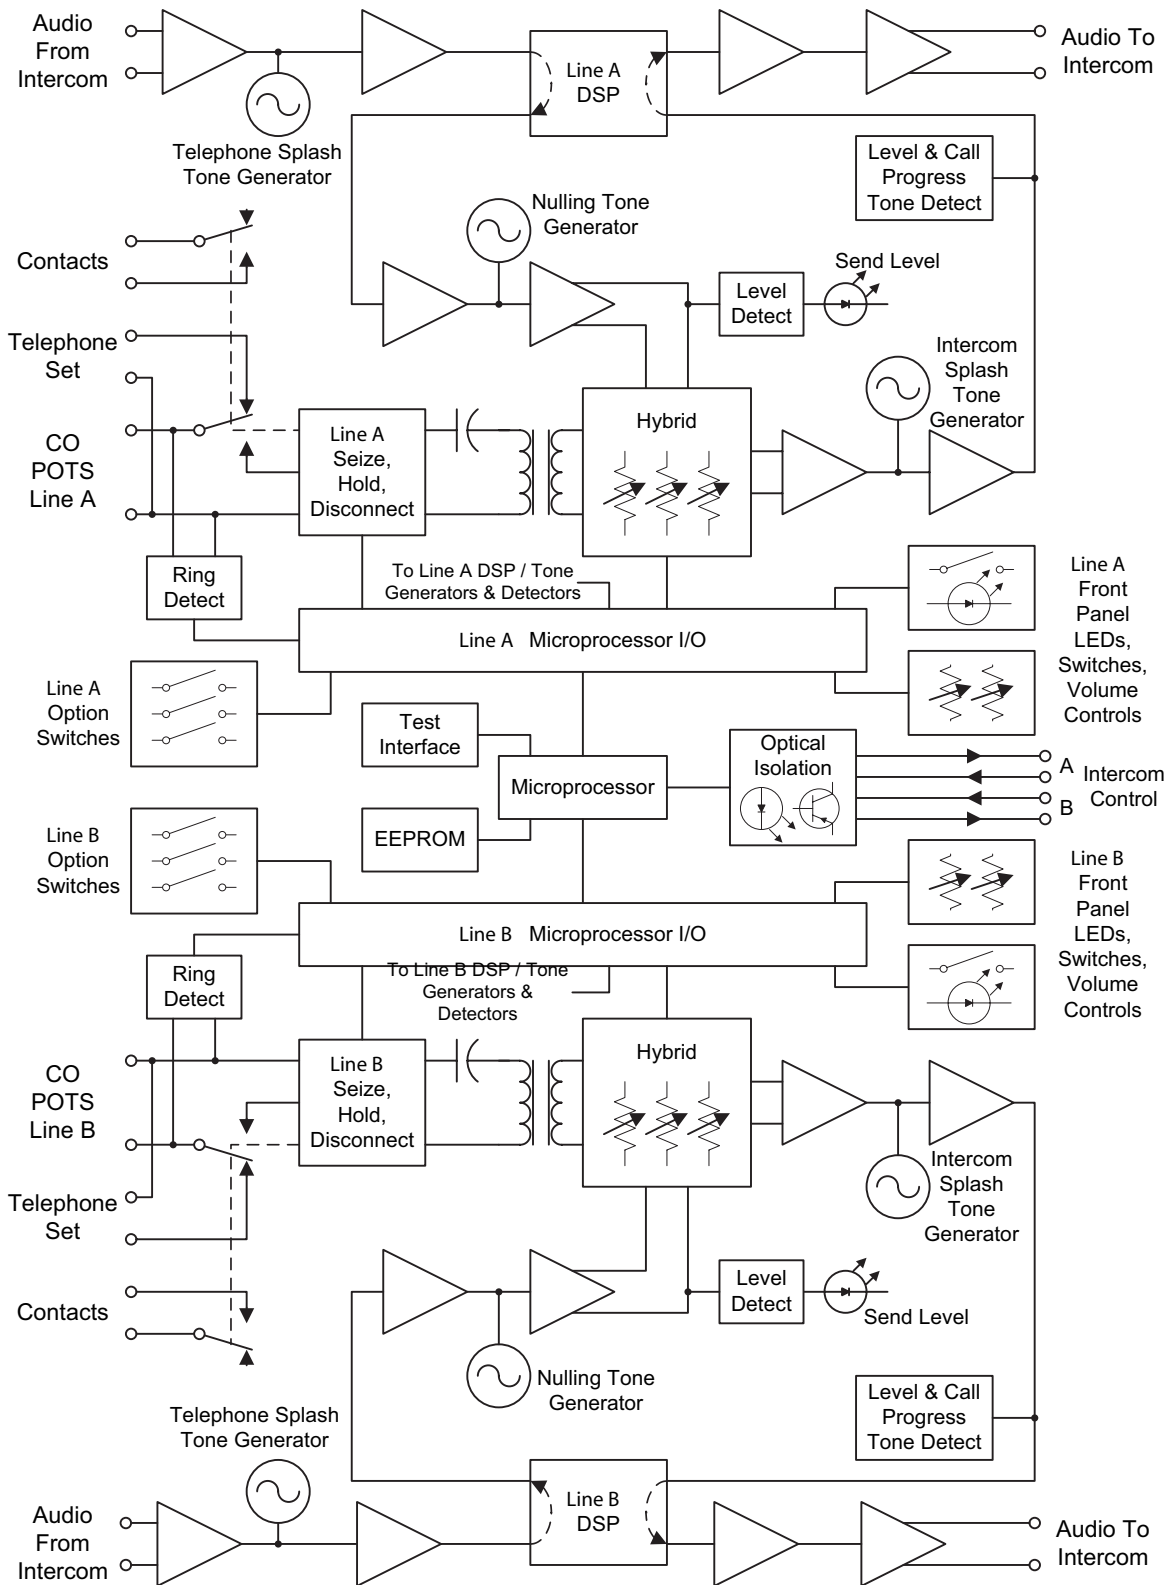 Audio
From
Intercom
Line A
DSP
Audio To
Intercom
Telephone Splash
Tone Generator
Level & Call
Progress
Tone Detect
Nulling Tone
Generator
Contacts
Send Level
Level
Detect
Telephone
Set
Intercom
Splash
Tone
Generator
CO
POTS
Line A
Line A
Seize,
Hold,
Disconnect
Hybrid
Ring
Detect
To Line A DSP / Tone
Generators & Detectors
Line A Microprocessor I/O
Line A
Front
Panel
LEDs,
Switches,
Volume
Controls
Line A
Option
Switches
Test
Interface
Microprocessor
Optical
Isolation
A
B
Intercom
Control
EEPROM
Line B
Option
Switches
Line B
Front
Panel
LEDs,
Switches,
Volume
Controls
Line B Microprocessor I/O
To Line B DSP / Tone
Generators &
Detectors
Ring
Detect
CO
POTS
Line B
Line B
Seize,
Hold,
Disconnect
Hybrid
Intercom
Splash
Tone
Generator
Telephone
Set
Level
Detect
Send Level
Contacts
Nulling Tone
Generator
Level & Call
Progress
Tone Detect
Telephone Splash
Tone Generator
Audio
From
Intercom
Line B
DSP
Audio To
Intercom